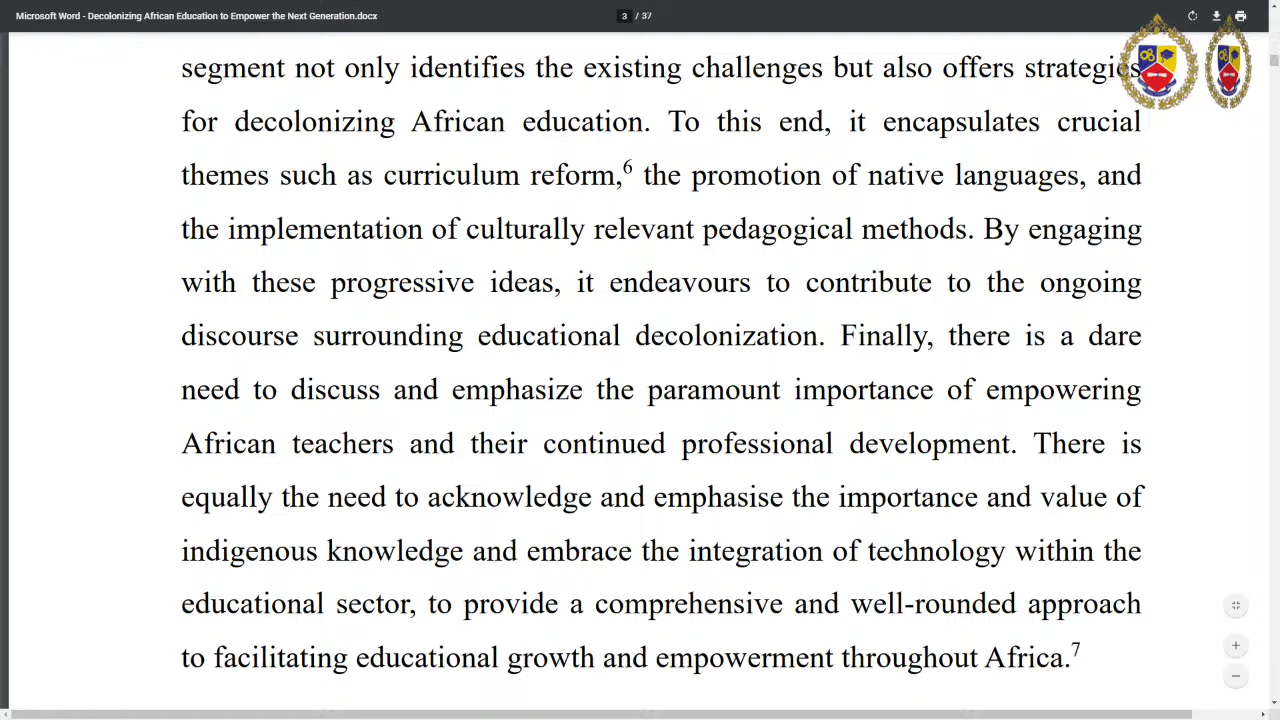 Microsoft Word - Decolonizing African Education to Empower the Next Generation.docx
3 / 37
segment not only identifies the existing challenges but also offers strategies
for decolonizing African education. To this end, it encapsulates crucial
themes such as curriculum reform,⁶ the promotion of native languages, and
the implementation of culturally relevant pedagogical methods. By engaging
with these progressive ideas, it endeavours to contribute to the ongoing
discourse surrounding educational decolonization. Finally, there is a dare
need to discuss and emphasize the paramount importance of empowering
African teachers and their continued professional development. There is
equally the need to acknowledge and emphasise the importance and value of
indigenous knowledge and embrace the integration of technology within the
educational sector, to provide a comprehensive and well-rounded approach
to facilitating educational growth and empowerment throughout Africa.⁷